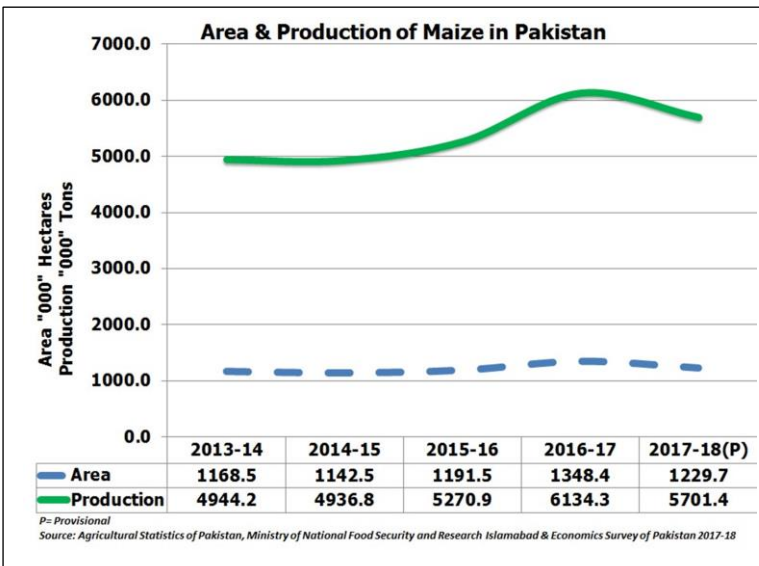 Area & Production of Maize in Pakistan
7000.0
6000.0
5000.0
4000.0
3000.0
2000.0
1000.0
0.0
Area "000" Hectares
Production "000" Tons
2013-14 2014-15 2015-16 2016-17 2017-18(P)
Area 1168.5 1142.5 1191.5 1348.4 1229.7
Production 4944.2 4936.8 5270.9 6134.3 5701.4
P= Provisional
Source: Agricultural Statistics of Pakistan, Ministry of National Food Security and Research Islamabad & Economics Survey of Pakistan 2017-18